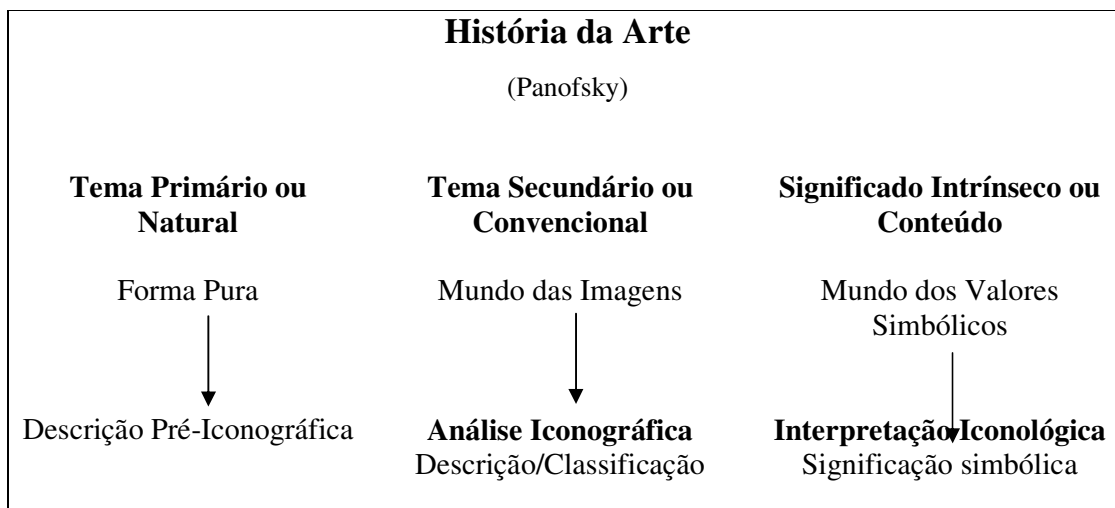 História da Arte
(Panofsky)
Tema Primário ou
Natural
Forma Pura
Descrição Pré-Iconográfica
Tema Secundário ou
Convencional
Mundo das Imagens
Análise Iconográfica
Descrição/Classificação
Significado Intrínseco ou
Conteúdo
Mundo dos Valores
Simbólicos
Interpretação Iconológica
Significação simbólica